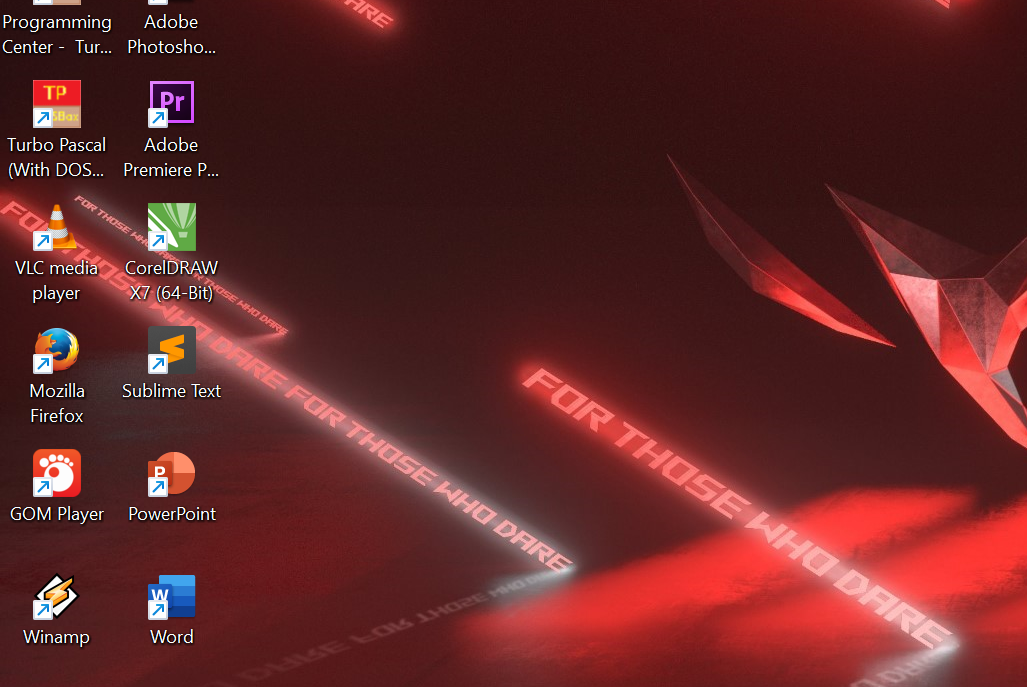 Programming
Center - Tur...
Adobe
Photosho...
ARE
TP
SBox
Turbo Pascal
(With DOS...
Pr
Adobe
Premiere P...
VLC media
player
CorelDRAW
X7 (64-Bit)
Mozilla
Firefox
Sublime Text
GOM Player
P
PowerPoint
Winamp
W
Word
FOR THOSE WHO DARE
FOR THOSE WHO DARE FOR THOSE WHO DARE
FOR THOSE WHO DARE
FOR THOSE WHO DARE